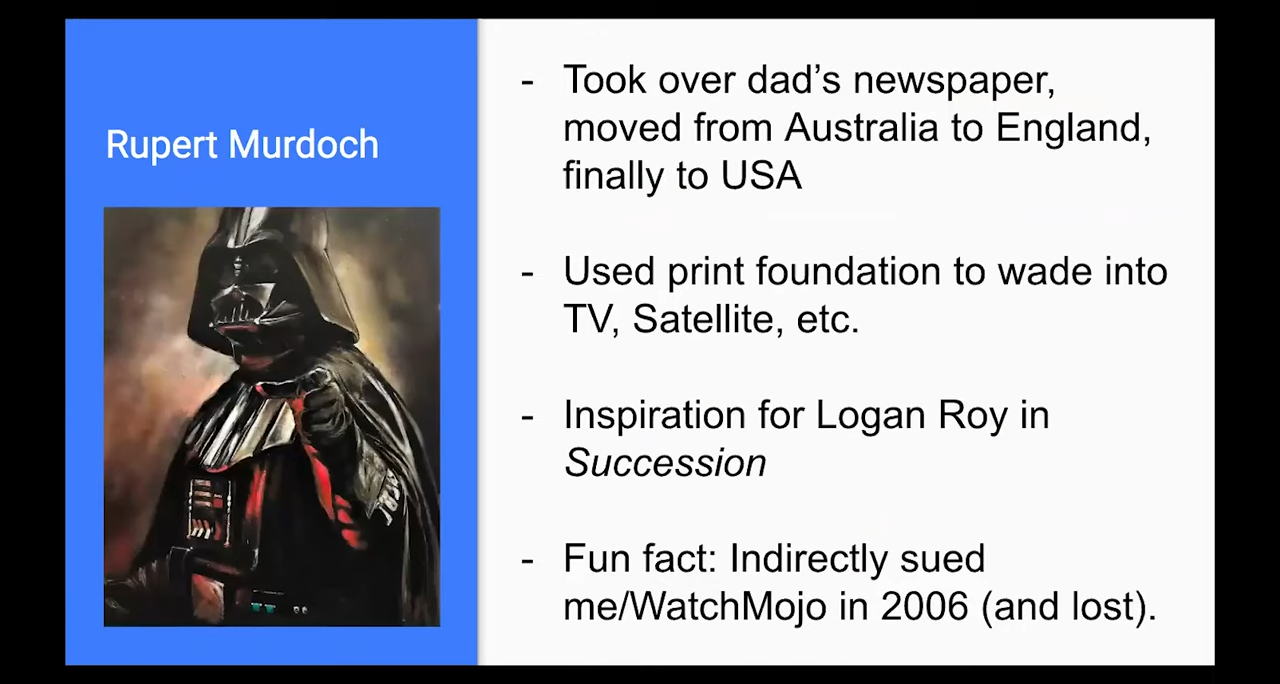 Rupert Murdoch
- Took over dad’s newspaper,
moved from Australia to England,
finally to USA
- Used print foundation to wade into
TV, Satellite, etc.
- Inspiration for Logan Roy in
Succession
- Fun fact: Indirectly sued
me/WatchMojo in 2006 (and lost).